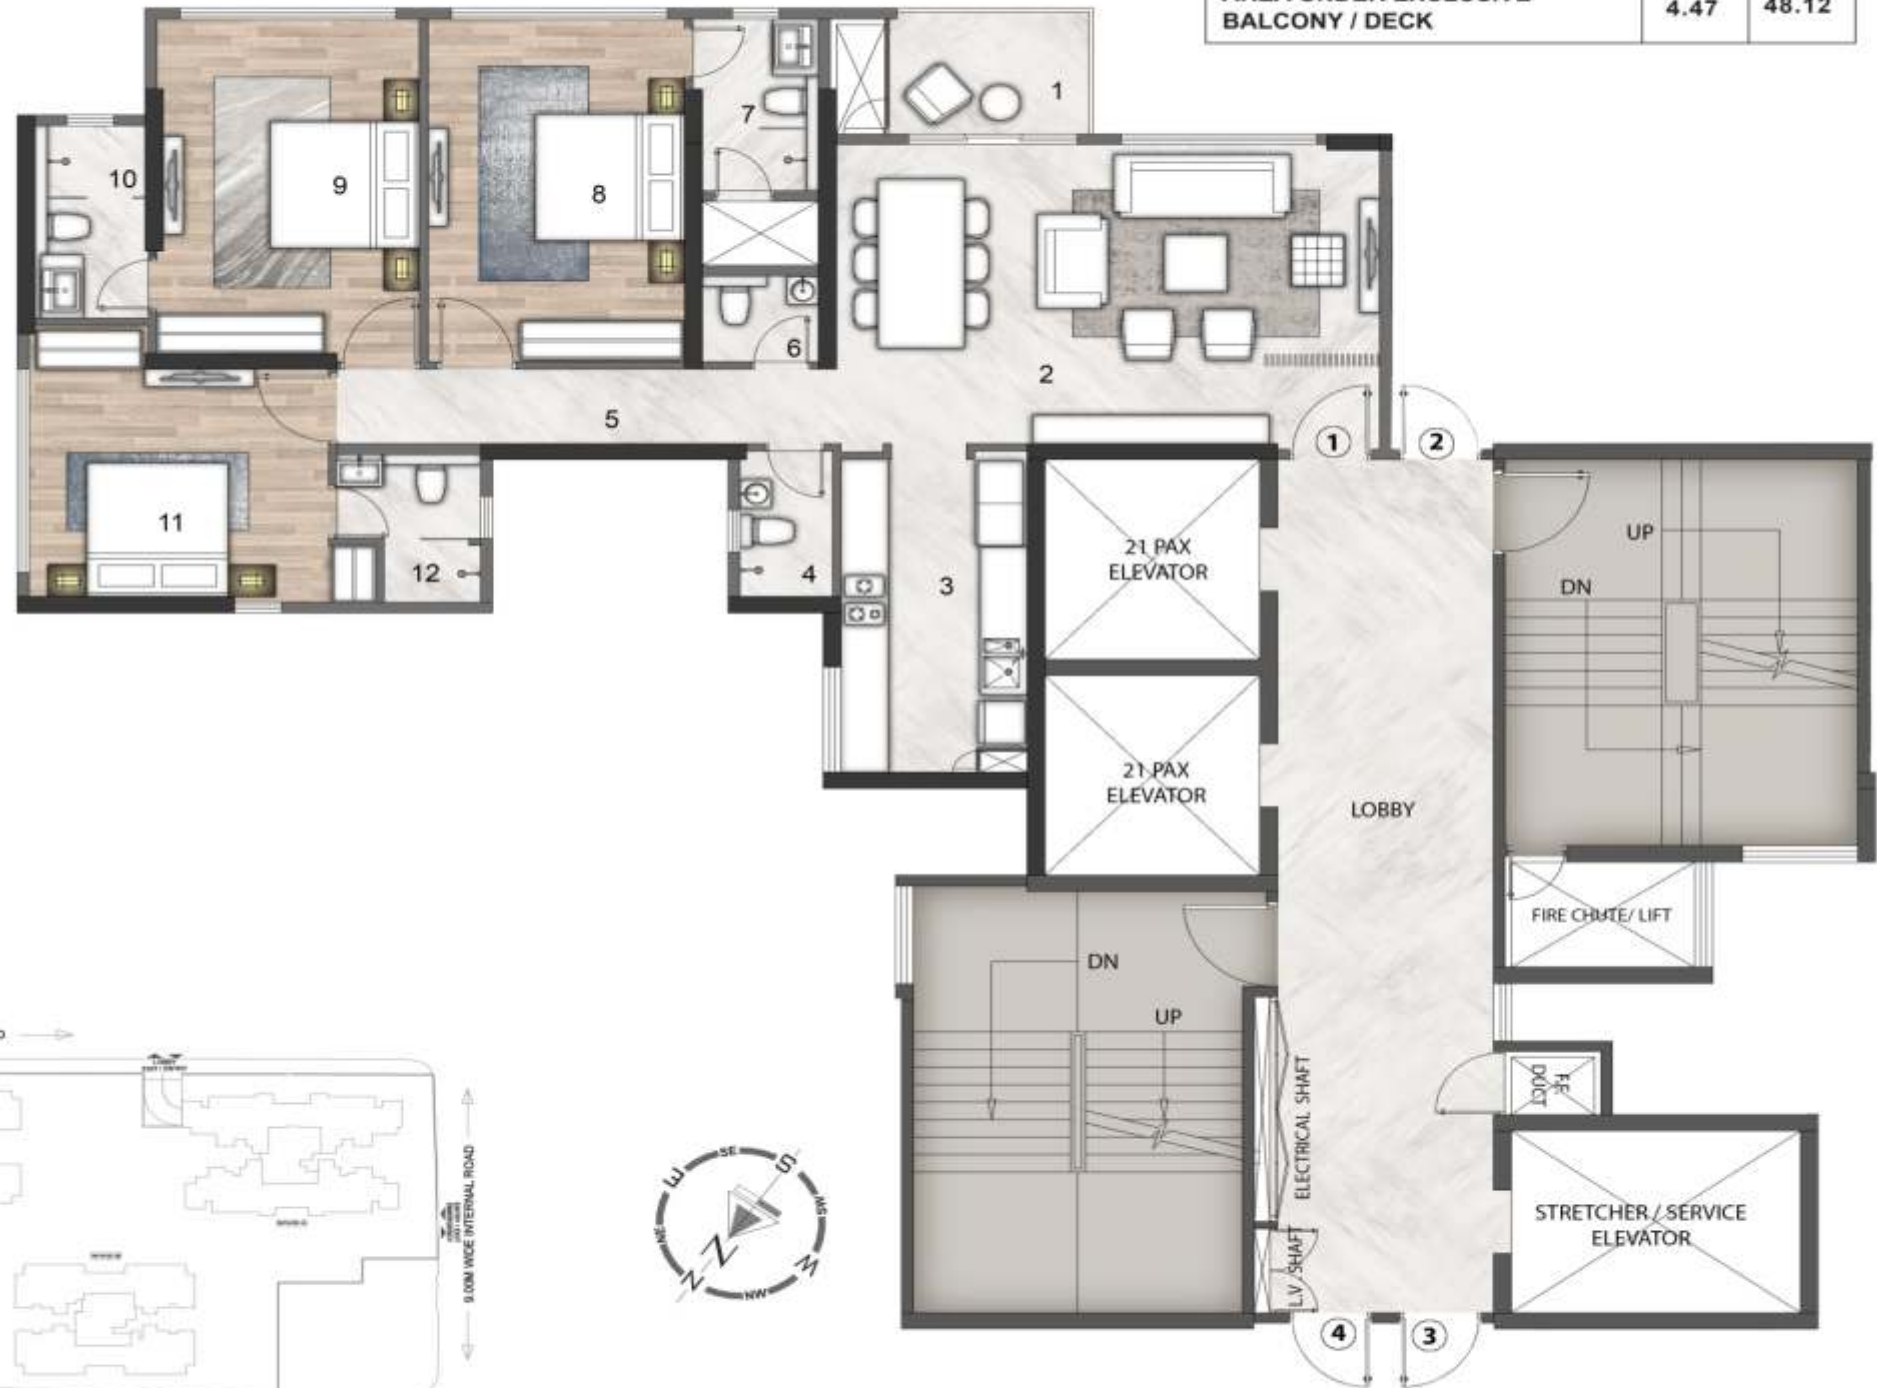 BALCONY / DECK
4.47
48.12
1
2
3
4
5
6
7
8
9
10
11
12
1
2
21 PAX
ELEVATOR
21 PAX
ELEVATOR
LOBBY
UP
DN
FIRE CHUTE/ LIFT
DN
UP
ELECTRICAL SHAFT
L.V. SHAFT
F.F.
DUCT
STRETCHER / SERVICE
ELEVATOR
4
3
SE
S
SW
W
NW
N
NE
E
N
9.00M WIDE INTERNAL ROAD